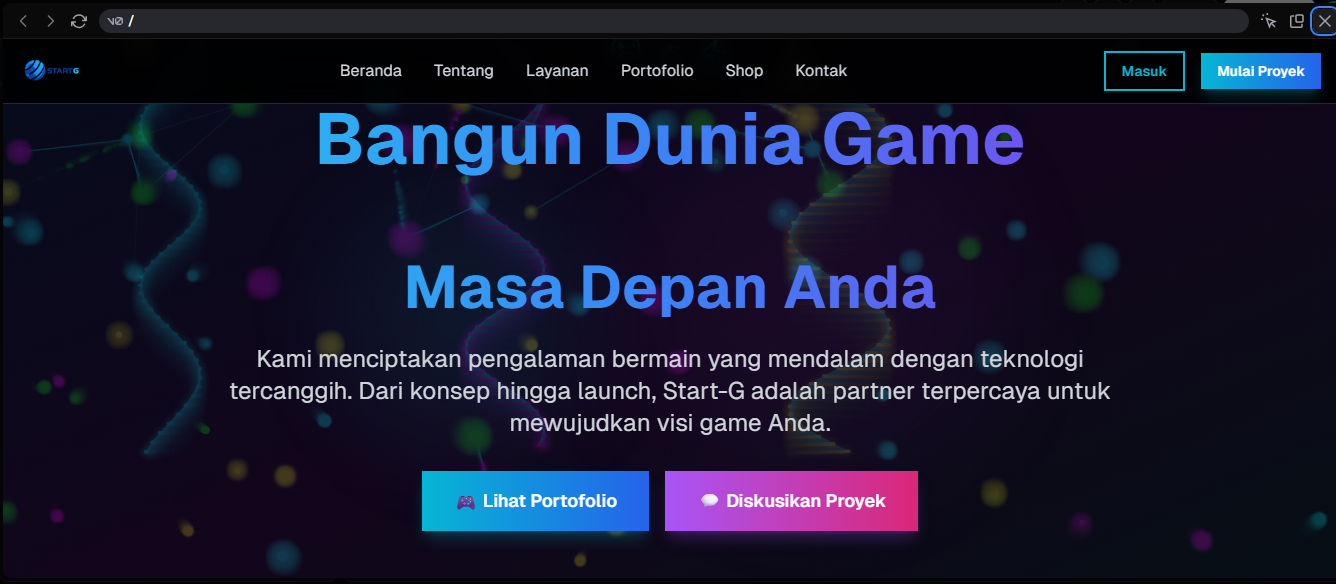 v0 /
STARTG
Beranda
Tentang
Layanan
Portofolio
Shop
Kontak
Masuk
Mulai Proyek
Bangun Dunia Game
Masa Depan Anda
Kami menciptakan pengalaman bermain yang mendalam dengan teknologi
tercanggih. Dari konsep hingga launch, Start-G adalah partner terpercaya untuk
mewujudkan visi game Anda.
Lihat Portofolio
Diskusikan Proyek